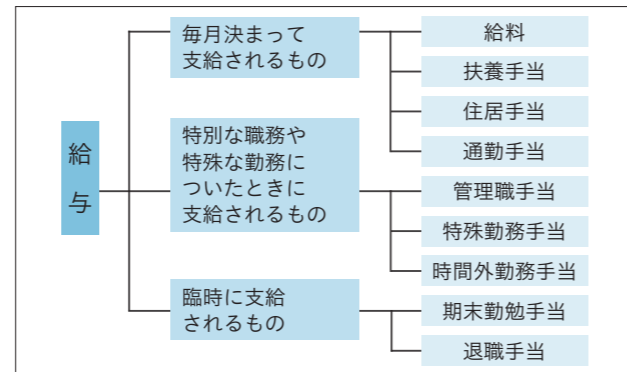 給与
毎月決まって
支給されるもの
給料
扶養手当
住居手当
通勤手当
特別な職務や
特殊な勤務に
ついたときに
支給されるもの
管理職手当
特殊勤務手当
時間外勤務手当
臨時に支給
されるもの
期末勤勉手当
退職手当